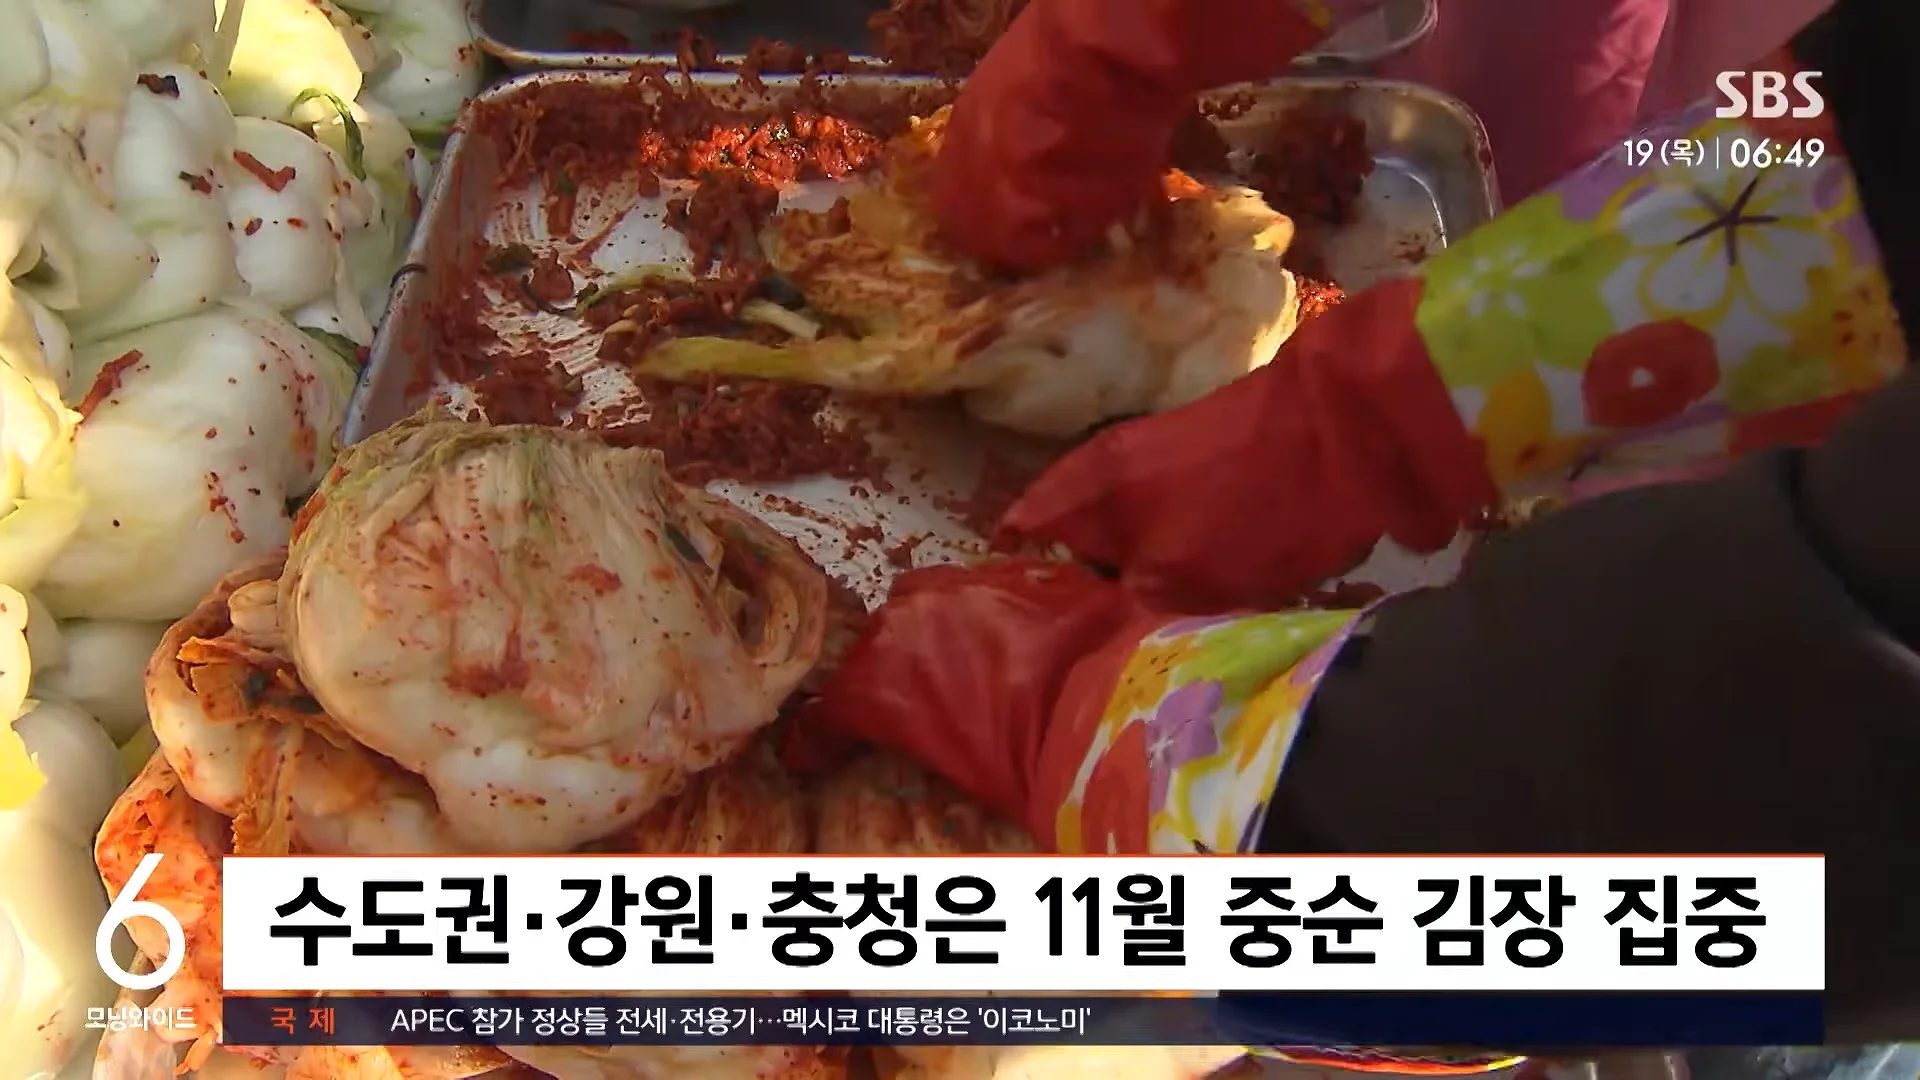 SBS
19 (목) | 06:49
수도권·강원·충청은 11월 중순 김장 집중
6
모닝와이드
국 제 APEC 참가 정상들 전세·전용기…멕시코 대통령은 '이코노미'